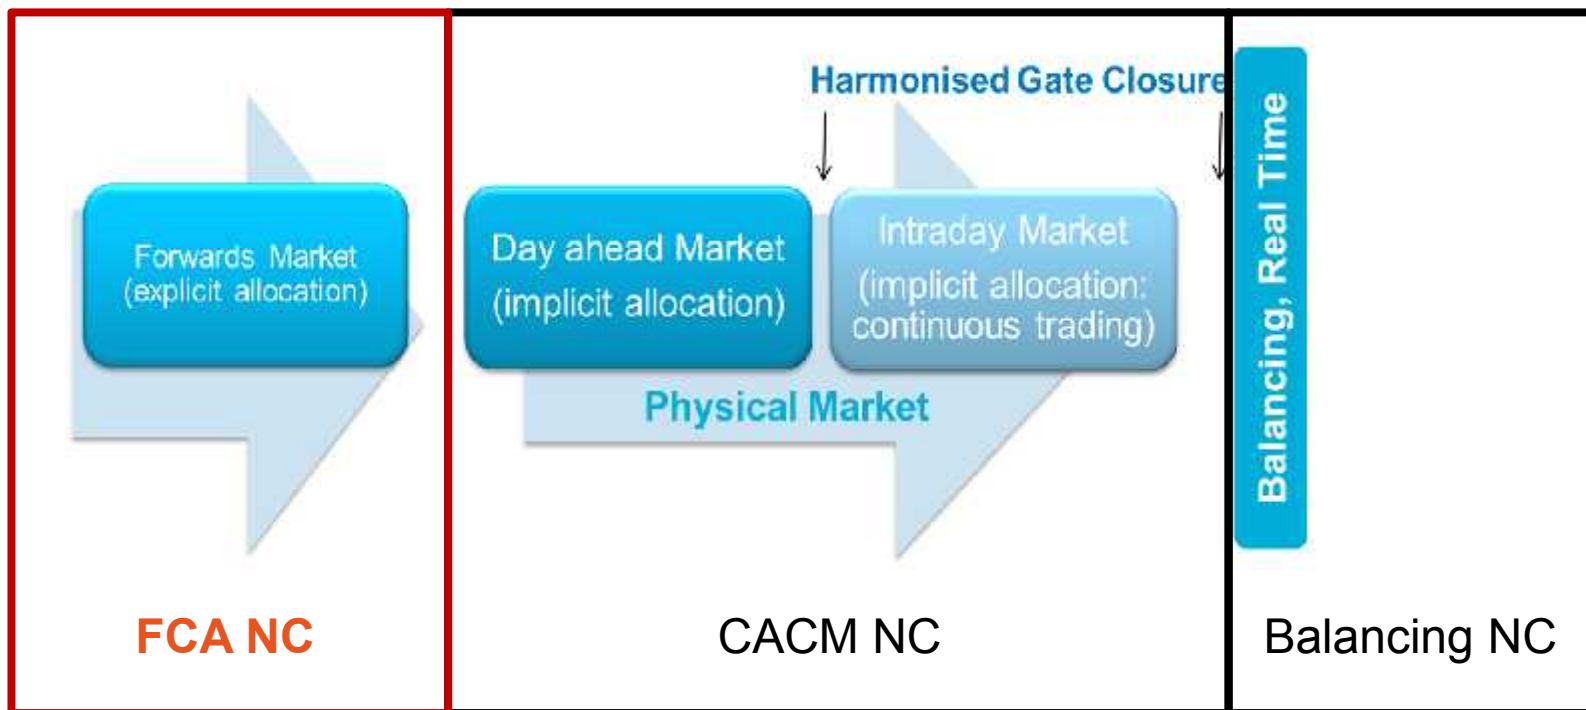 Harmonised Gate Closure
Forwards Market
(explicit allocation)
Day ahead Market
(implicit allocation)
Intraday Market
(implicit allocation:
continuous trading)
Physical Market
Balancing, Real Time
FCA NC
CACM NC
Balancing NC